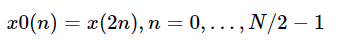 x0(n) = x(2n), n = 0, . . . , N/2 − 1